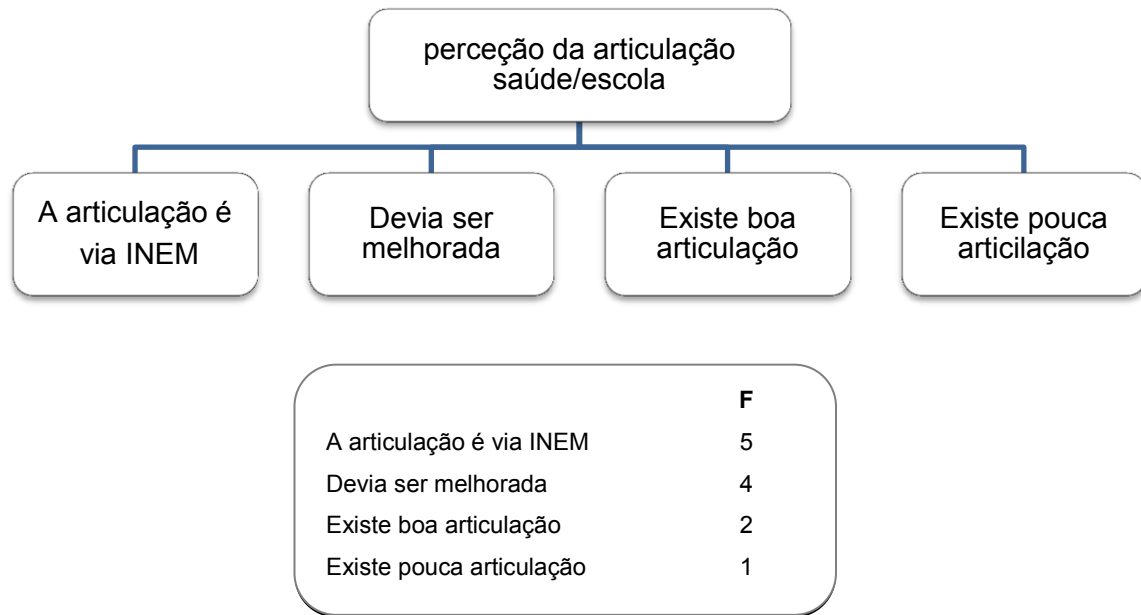 perceção da articulação
saúde/escola
A articulação é
via INEM
Devia ser
melhorada
Existe boa
articulação
Existe pouca
articilação
F
A articulação é via INEM 5
Devia ser melhorada 4
Existe boa articulação 2
Existe pouca articulação 1